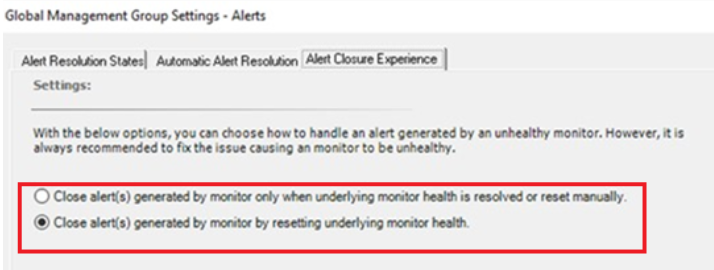 Global Management Group Settings - Alerts
Alert Resolution States Automatic Alert Resolution Alert Closure Experience
Settings:
With the below options, you can choose how to handle an alert generated by an unhealthy monitor. However, it is
always recommended to fix the issue causing an monitor to be unhealthy.
Close alert(s) generated by monitor only when underlying monitor health is resolved or reset manually.
Close alert(s) generated by monitor by resetting underlying monitor health.